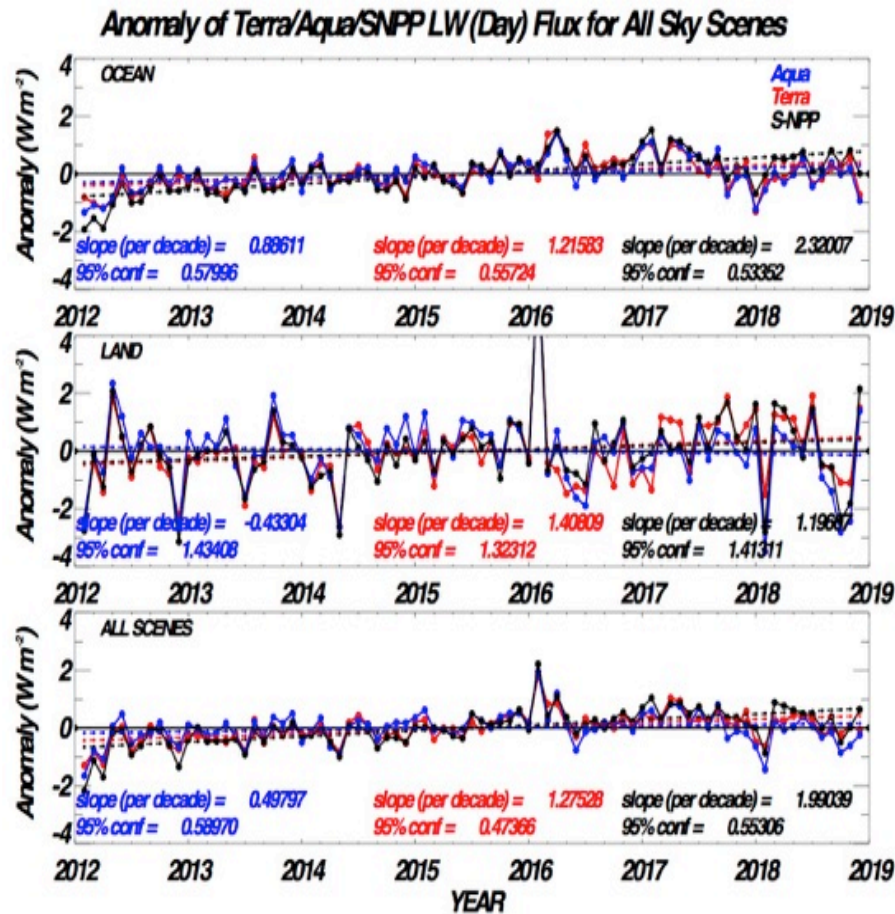 Anomaly of Terra/Aqua/SNPP LW (Day) Flux for All Sky Scenes
OCEAN
Aqua
Terra
S-NPP
Anomaly (W m-2)
4
2
0
-2
-4
slope (per decade) = 0.88611 slope (per decade) = 1.21583 slope (per decade) = 2.32007
95% conf = 0.57996 95% conf = 0.55724 95% conf = 0.53352
2012 2013 2014 2015 2016 2017 2018 2019
LAND
Anomaly (W m-2)
4
2
0
-2
-4
slope (per decade) = -0.43304 slope (per decade) = 1.40809 slope (per decade) =
95% conf = 1.43408 95% conf = 1.32312 95% conf = 1.41311
2012 2013 2014 2015 2016 2017 2018 2019
ALL SCENES
Anomaly (W m-2)
4
2
0
-2
-4
slope (per decade) = 0.49797 slope (per decade) = 1.27528 slope (per decade) = 1.99039
95% conf = 0.58970 95% conf = 0.47366 95% conf = 0.55306
2012 2013 2014 2015 2016 2017 2018 2019
YEAR